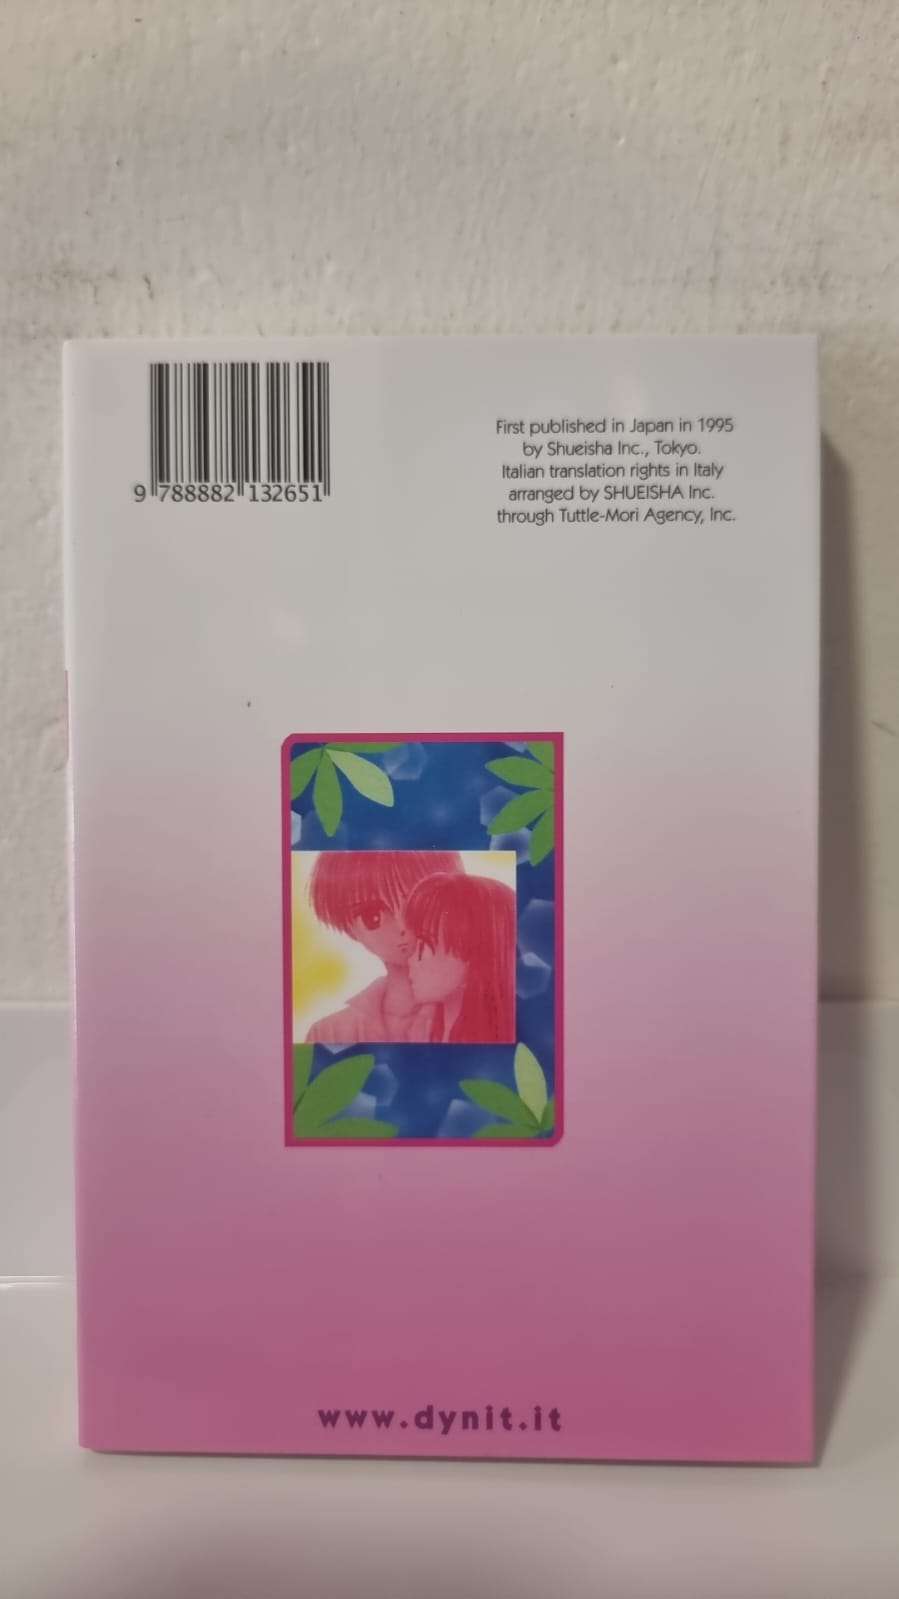 9 788882 132651
First published in Japan in 1995
by Shueisha Inc., Tokyo.
Italian translation rights in Italy
arranged by SHUEISHA Inc.
through Tuttle-Mori Agency, Inc.
www.dynit.it